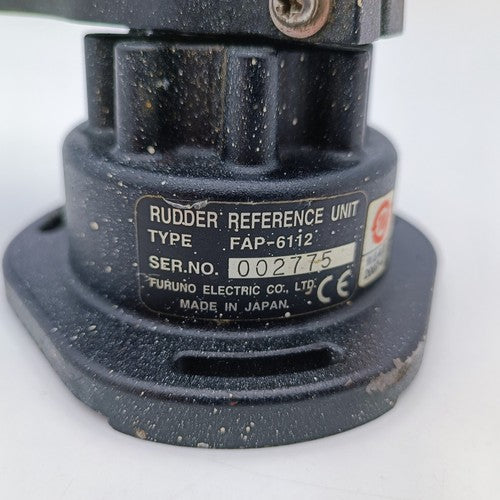 RUDDER REFERENCE UNIT
TYPE FAP-6112
SER.NO. 002775
FURUNO ELECTRIC CO., LTD.
MADE IN JAPAN. CE